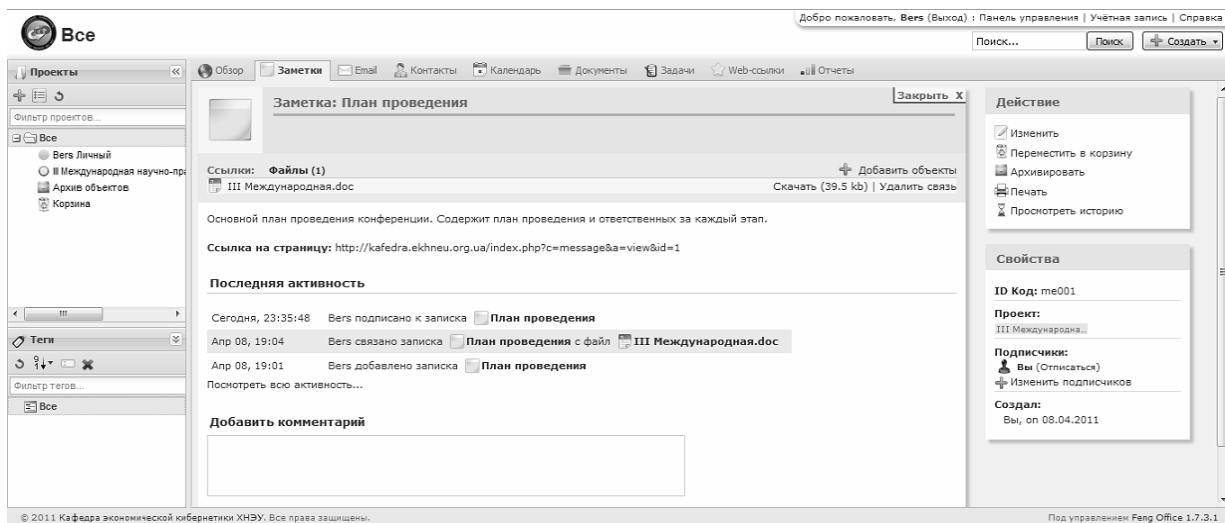 Добро пожаловать, Bers (Выход) : Панель управления | Учётная запись | Справка
Все
Поиск... Поиск Создать
Проекты
Обзор Заметки Email Контакты Календарь Документы Задачи Web-ссылки Отчеты
Фильтр проектов...
Все
Bers Личный
II Международная научно-пра
Архив объектов
Корзина
Теги
Фильтр тегов...
Все
Заметка: План проведения
Закрыть X
Ссылки: Файлы (1)
Добавить объекты
III Международная.doc
Скачать (39.5 kb) | Удалить связь
Основной план проведения конференции. Содержит план проведения и ответственных за каждый этап.
Ссылка на страницу: http://kafedra.ekhneu.org.ua/index.php?c=message&a=view&id=1
Последняя активность
Сегодня, 23:35:48 Bers подписано к записка План проведения
Апр 08, 19:04 Bers связано записка План проведения с файл III Международная.doc
Апр 08, 19:01 Bers добавлено записка План проведения
Посмотреть всю активность...
Добавить комментарий
Действие
Изменить
Переместить в корзину
Архивировать
Печать
Просмотреть историю
Свойства
ID Код: me001
Проект:
III Международна...
Подписчики:
Вы (Отписаться)
Изменить подписчиков
Создал:
Вы, on 08.04.2011
© 2011 Кафедра экономической кибернетики ХНЭУ. Все права защищены.
Под управлением Feng Office 1.7.3.1